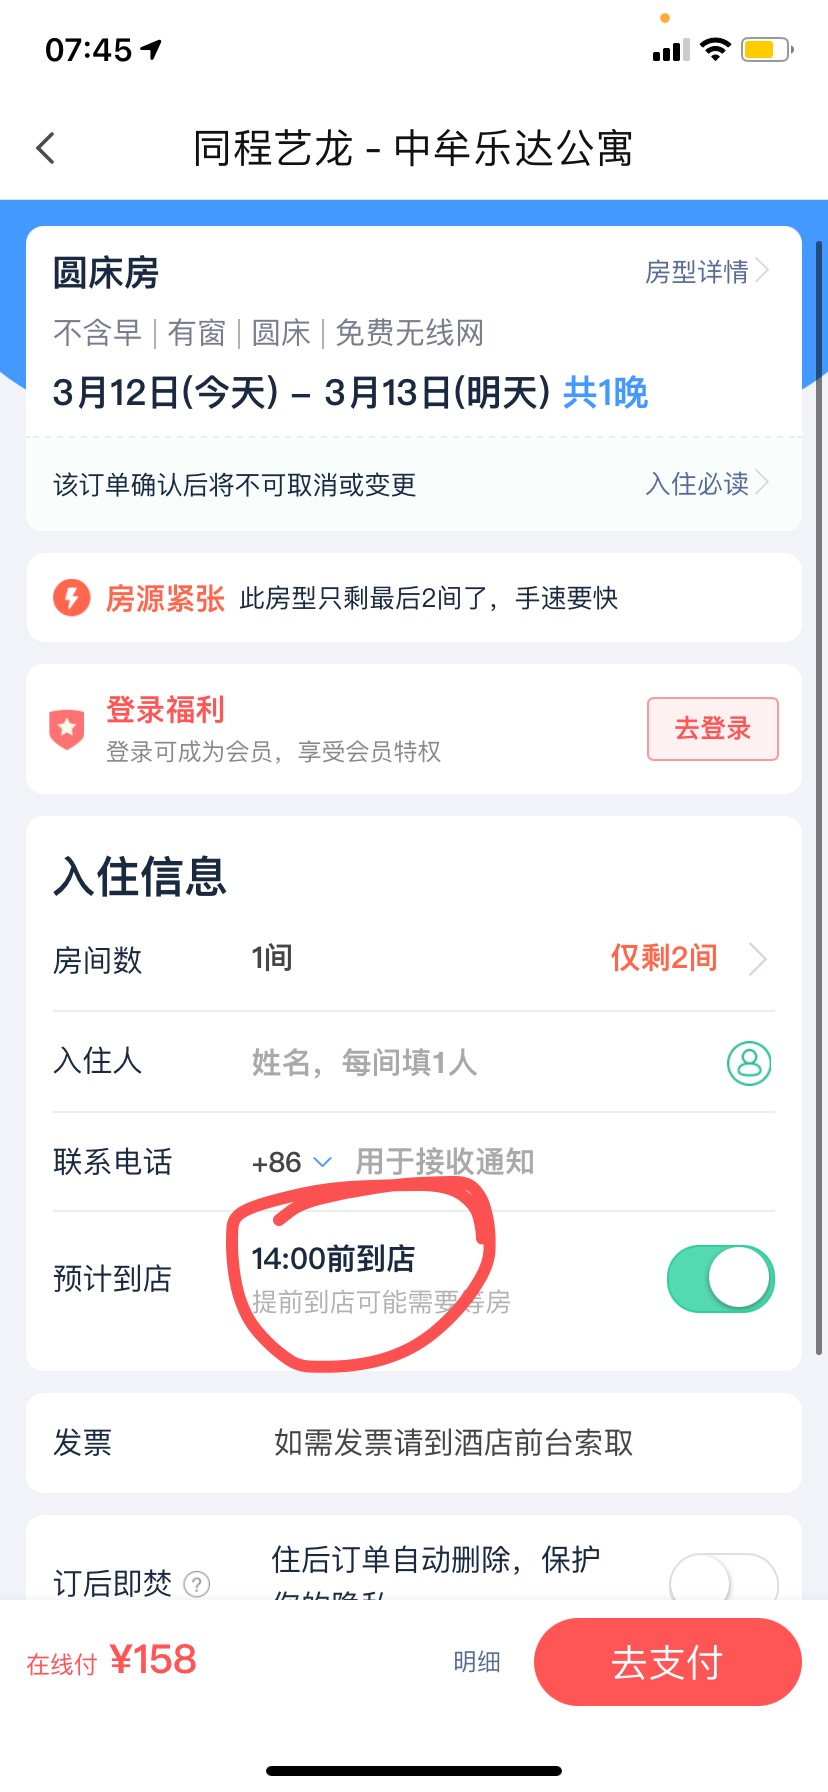 07:45
同程艺龙 - 中牟乐达公寓
圆床房 房型详情
不含早 | 有窗 | 圆床 | 免费无线网
3月12日(今天) – 3月13日(明天) 共1晚
该订单确认后将不可取消或变更 入住必读
房源紧张 此房型只剩最后2间了，手速要快
登录福利
登录可成为会员，享受会员特权
去登录
入住信息
房间数 1间 仅剩2间
入住人 姓名，每间填1人
联系电话 +86 用于接收通知
预计到店 14:00前到店
提前到店可能需要等房
发票 如需发票请到酒店前台索取
订后即焚 ? 住后订单自动删除，保护
你的隐私
在线付 ¥158 明细 去支付